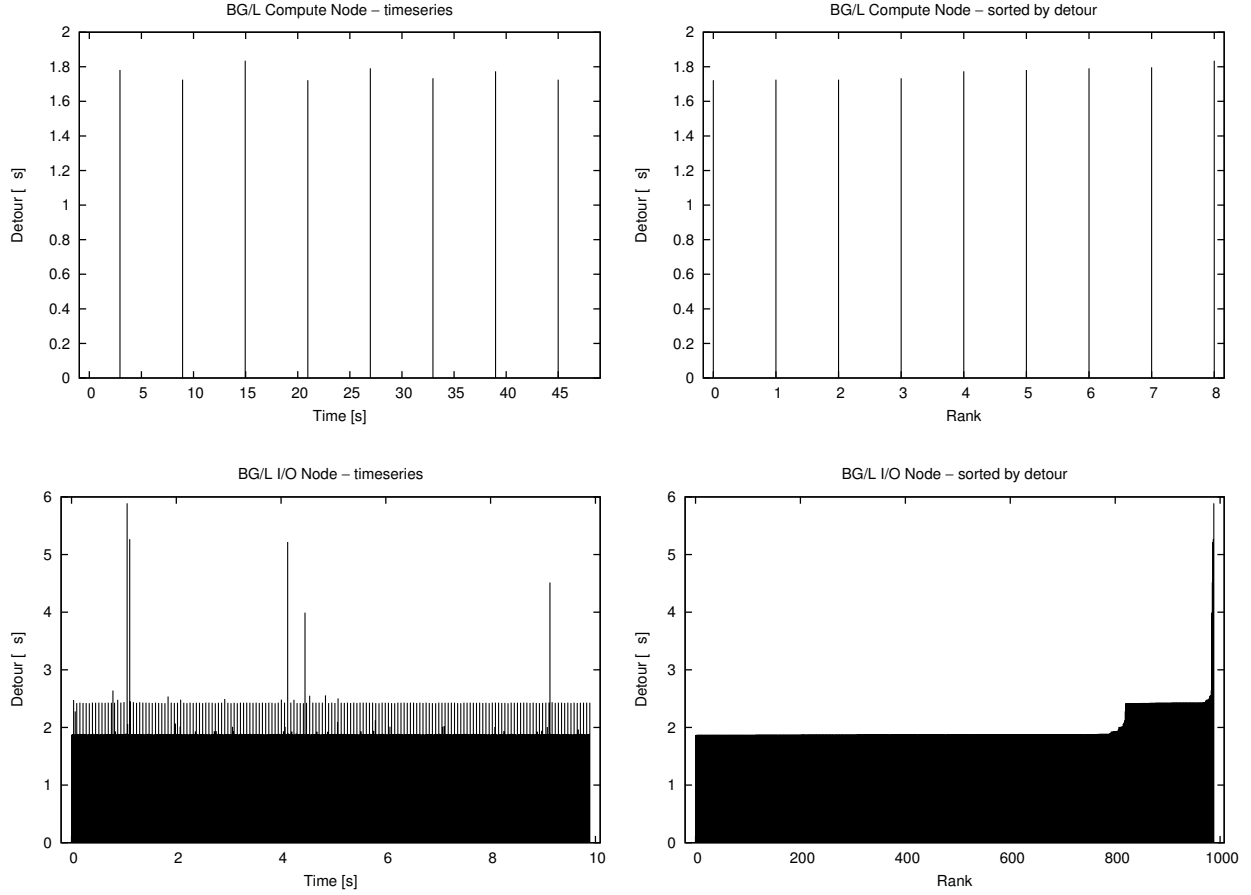 BG/L Compute Node – timeseries
2
1.8
1.6
1.4
1.2
1
0.8
0.6
0.4
0.2
0
Detour [ s]
0 5 10 15 20 25 30 35 40 45
Time [s]
BG/L Compute Node – sorted by detour
2
1.8
1.6
1.4
1.2
1
0.8
0.6
0.4
0.2
0
Detour [ s]
0 1 2 3 4 5 6 7 8
Rank
BG/L I/O Node – timeseries
6
5
4
3
2
1
0
Detour [ s]
0 2 4 6 8 10
Time [s]
BG/L I/O Node – sorted by detour
6
5
4
3
2
1
0
Detour [ s]
0 200 400 600 800 1000
Rank